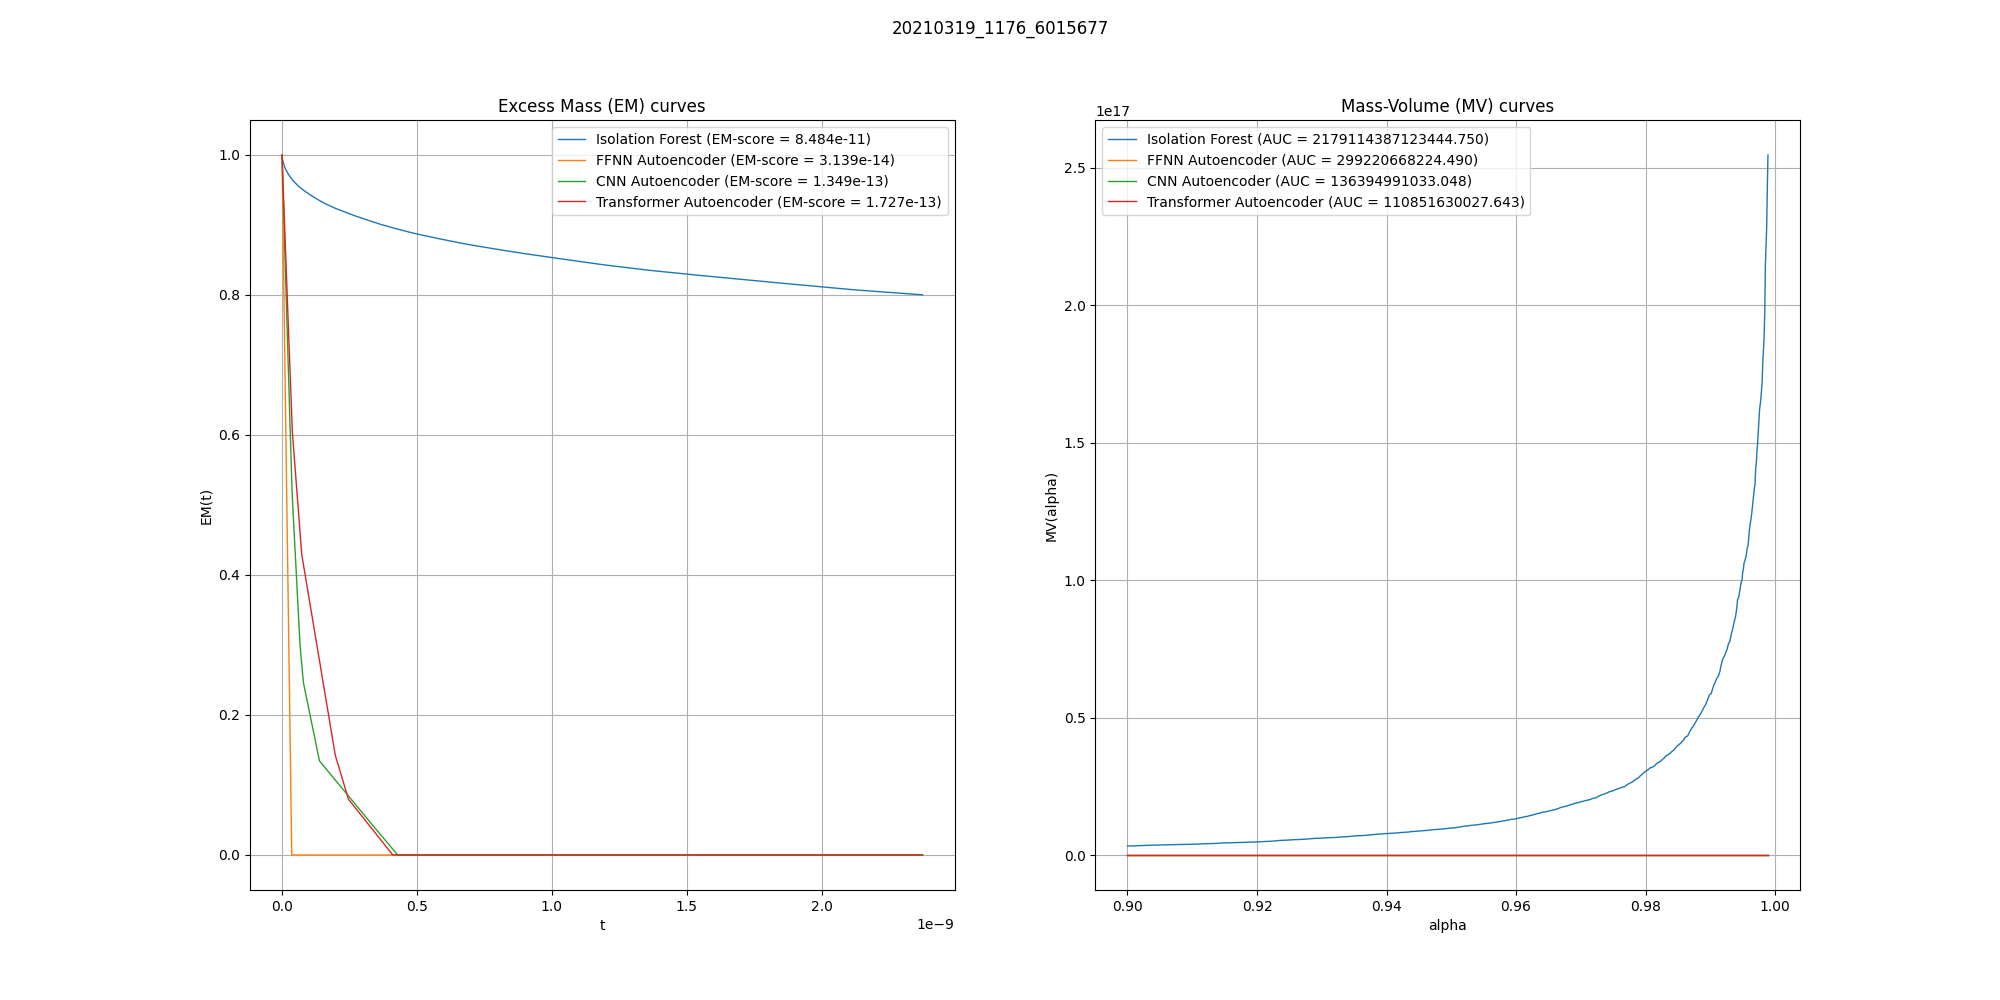 20210319_1176_6015677
Excess Mass (EM) curves
Isolation Forest (EM-score = 8.484e-11)
FFNN Autoencoder (EM-score = 3.139e-14)
CNN Autoencoder (EM-score = 1.349e-13)
Transformer Autoencoder (EM-score = 1.727e-13)
1.0
0.8
0.6
0.4
0.2
0.0
EM(t)
0.0 0.5 1.0 1.5 2.0
t
1e−9
Mass-Volume (MV) curves
1e17
Isolation Forest (AUC = 2179114387123444.750)
FFNN Autoencoder (AUC = 299220668224.490)
CNN Autoencoder (AUC = 136394991033.048)
Transformer Autoencoder (AUC = 110851630027.643)
2.5
2.0
1.5
1.0
0.5
0.0
MV(alpha)
0.90 0.92 0.94 0.96 0.98 1.00
alpha